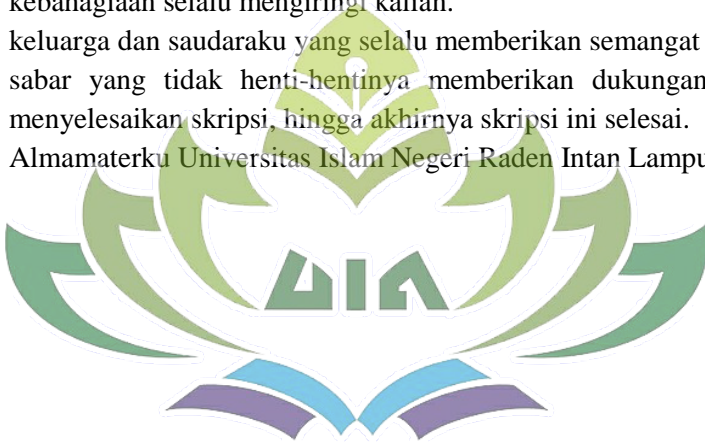 kebahagiaan selalu mengiringi kalian.
keluarga dan saudaraku yang selalu memberikan semangat
sabar yang tidak henti-hentinya memberikan dukungan
menyelesaikan skripsi, hingga akhirnya skripsi ini selesai.
Almamaterku Universitas Islam Negeri Raden Intan Lampu
UIN